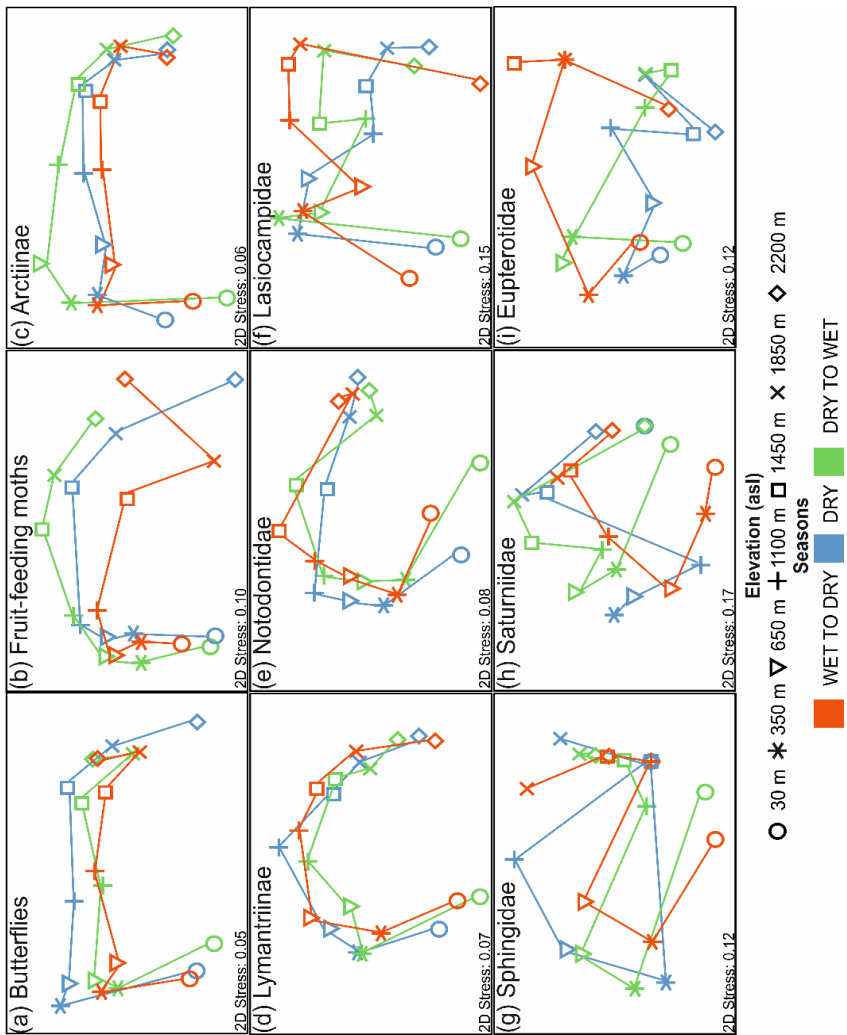 (a) Butterflies
2D Stress: 0.05
(b) Fruit-feeding moths
2D Stress: 0.10
(c) Arctiinae
2D Stress: 0.06
(d) Lymantriinae
2D Stress: 0.07
(e) Notodontidae
2D Stress: 0.08
(f) Lasiocampidae
2D Stress: 0.15
(g) Sphingidae
2D Stress: 0.12
(h) Saturniidae
2D Stress: 0.17
(i) Eupterotidae
2D Stress: 0.12
Elevation (asl)
30 m 350 m 650 m 1100 m 1450 m 1850 m 2200 m
Seasons
WET TO DRY DRY DRY TO WET